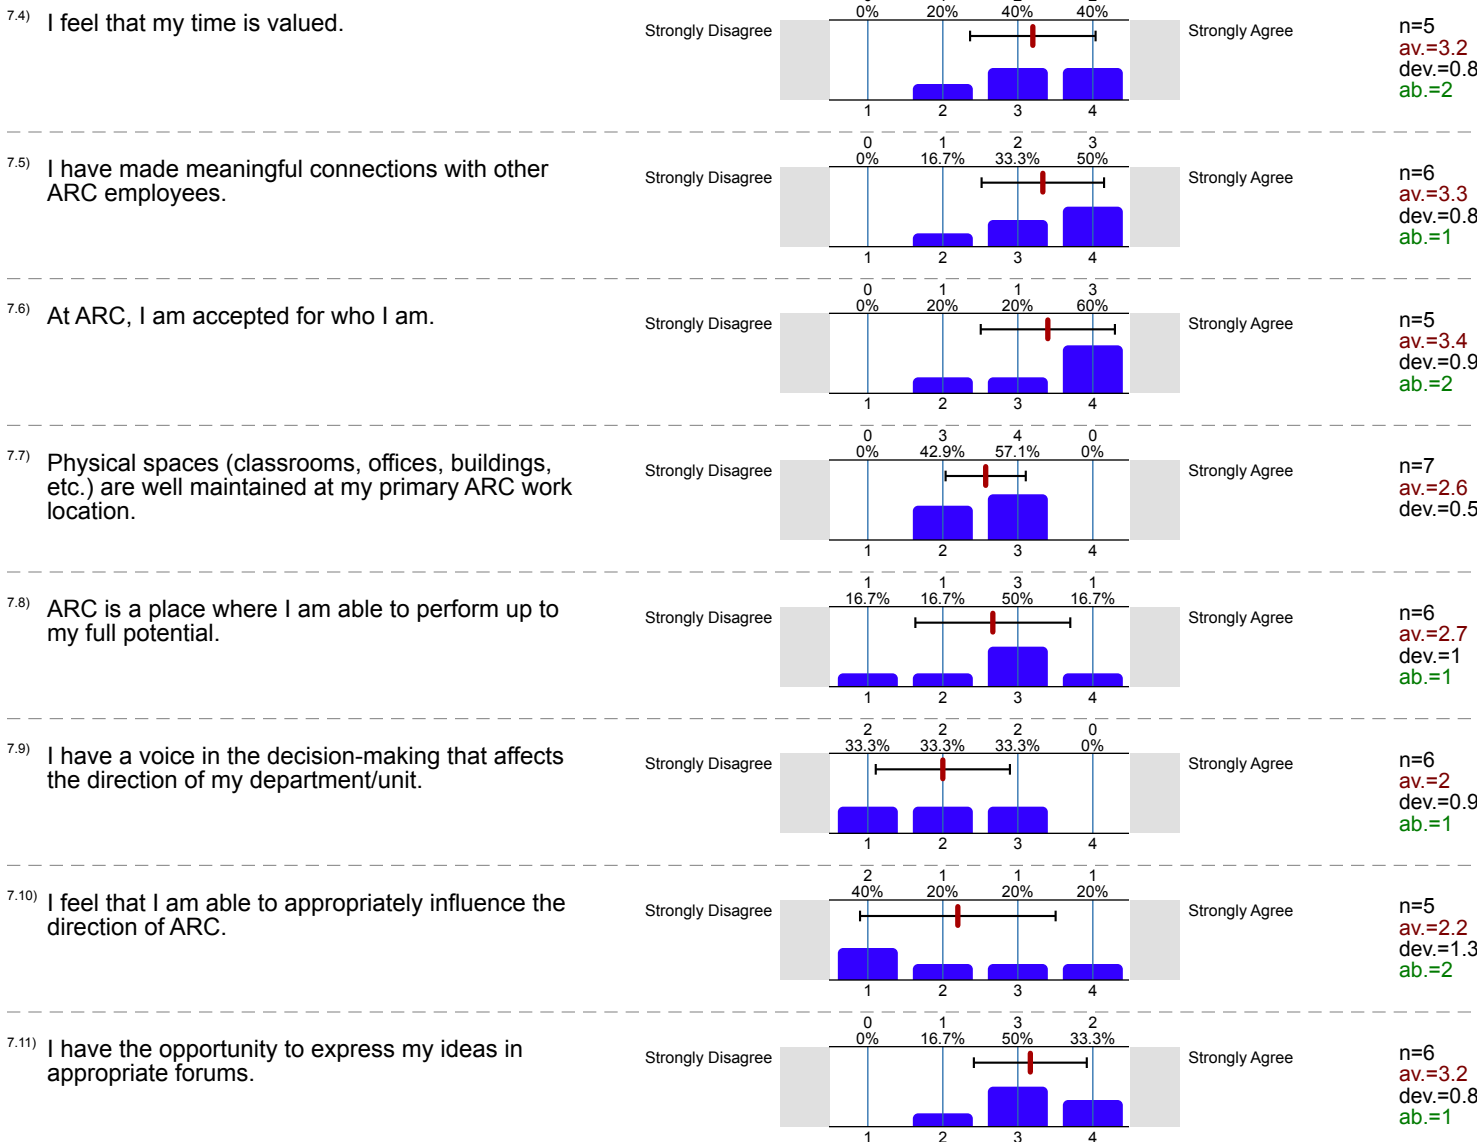 0% 20% 40% 40%
7.4) I feel that my time is valued.
Strongly Disagree
Strongly Agree
n=5
av.=3.2
dev.=0.8
ab.=2
1 2 3 4
0 1 2 3
0% 16.7% 33.3% 50%
7.5) I have made meaningful connections with other
ARC employees.
Strongly Disagree
Strongly Agree
n=6
av.=3.3
dev.=0.8
ab.=1
1 2 3 4
0 1 1 3
0% 20% 20% 60%
7.6) At ARC, I am accepted for who I am.
Strongly Disagree
Strongly Agree
n=5
av.=3.4
dev.=0.9
ab.=2
1 2 3 4
0 3 4 0
0% 42.9% 57.1% 0%
7.7) Physical spaces (classrooms, offices, buildings,
etc.) are well maintained at my primary ARC work
location.
Strongly Disagree
Strongly Agree
n=7
av.=2.6
dev.=0.5
1 2 3 4
1 1 3 1
16.7% 16.7% 50% 16.7%
7.8) ARC is a place where I am able to perform up to
my full potential.
Strongly Disagree
Strongly Agree
n=6
av.=2.7
dev.=1
ab.=1
1 2 3 4
2 2 2 0
33.3% 33.3% 33.3% 0%
7.9) I have a voice in the decision-making that affects
the direction of my department/unit.
Strongly Disagree
Strongly Agree
n=6
av.=2
dev.=0.9
ab.=1
1 2 3 4
2 1 1 1
40% 20% 20% 20%
7.10) I feel that I am able to appropriately influence the
direction of ARC.
Strongly Disagree
Strongly Agree
n=5
av.=2.2
dev.=1.3
ab.=2
1 2 3 4
0 1 3 2
0% 16.7% 50% 33.3%
7.11) I have the opportunity to express my ideas in
appropriate forums.
Strongly Disagree
Strongly Agree
n=6
av.=3.2
dev.=0.8
ab.=1
1 2 3 4